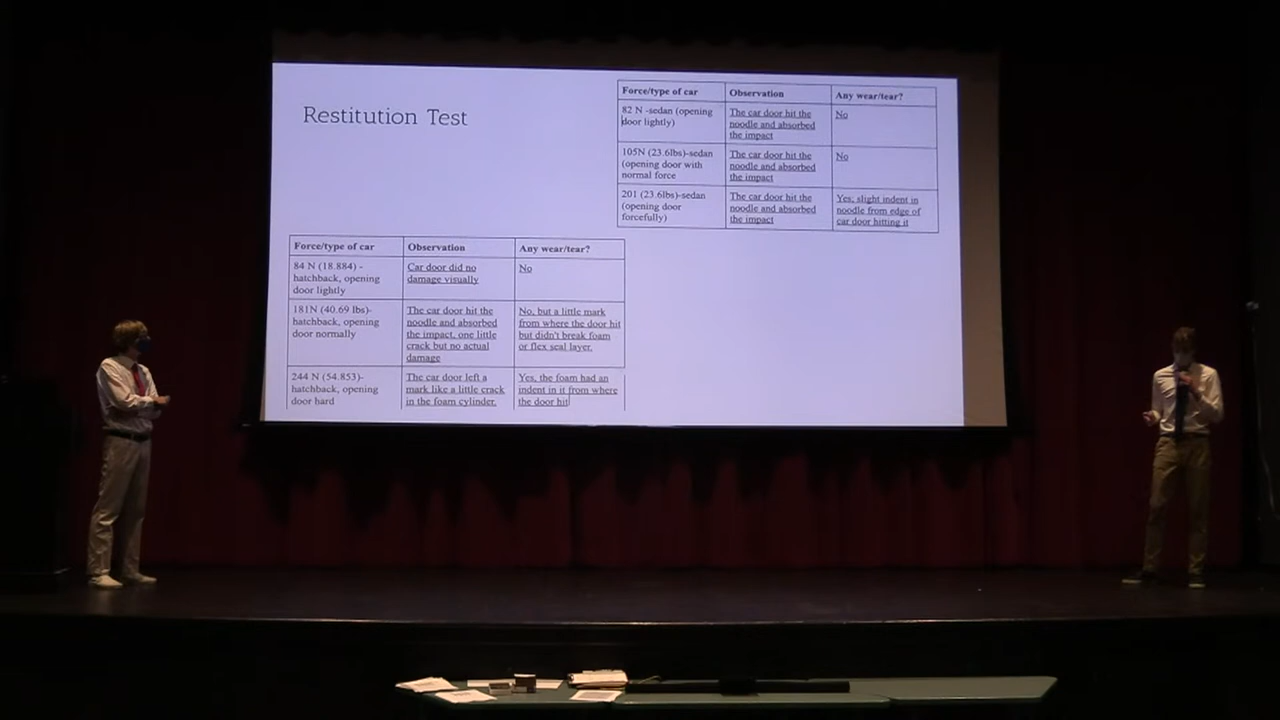 Restitution Test
Force/type of car Observation Any wear/tear?
82 N -sedan (opening
door lightly)
The car door hit the
noodle and absorbed
the impact
No
105N (23.6lbs)-sedan
(opening door with
normal force
The car door hit the
noodle and absorbed
the impact
No
201 (23.6lbs)-sedan
(opening door
forcefully)
The car door hit the
noodle and absorbed
the impact
Yes, slight indent in
noodle from edge of
car door hitting it
Force/type of car Observation Any wear/tear?
84 N (18.884) -
hatchback, opening
door lightly
Car door did no
damage visually
No
181N (40.69 lbs)-
hatchback, opening
door normally
The car door hit the
noodle and absorbed
the impact, one little
crack but no actual
damage
No, but a little mark
from where the door hit
but didn't break foam
or flex seal layer.
244 N (54.853)-
hatchback, opening
door hard
The car door left a
mark like a little crack
in the foam cylinder.
Yes, the foam had an
indent in it from where
the door hit